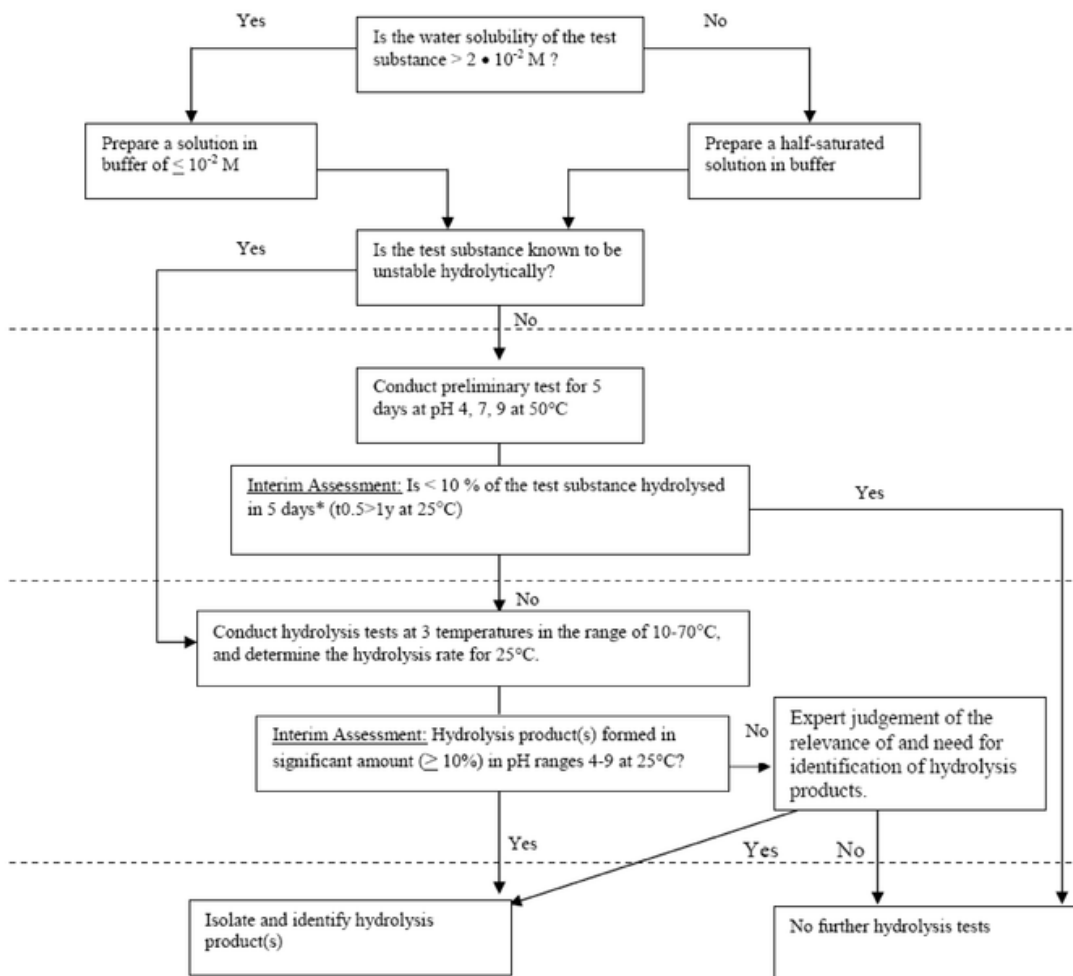 Yes
No
Is the water solubility of the test
substance > 2 • 10⁻² M ?
Prepare a solution in
buffer of ≤ 10⁻² M
Prepare a half-saturated
solution in buffer
Yes
Is the test substance known to be
unstable hydrolytically?
No
Conduct preliminary test for 5
days at pH 4, 7, 9 at 50°C
Interim Assessment: Is < 10 % of the test substance hydrolysed
in 5 days* (t0.5>1y at 25°C)
Yes
No
Conduct hydrolysis tests at 3 temperatures in the range of 10-70°C,
and determine the hydrolysis rate for 25°C.
Interim Assessment: Hydrolysis product(s) formed in
significant amount (≥ 10%) in pH ranges 4-9 at 25°C?
No
Expert judgement of the
relevance of and need for
identification of hydrolysis
products.
Yes
Yes
No
Isolate and identify hydrolysis
product(s)
No further hydrolysis tests